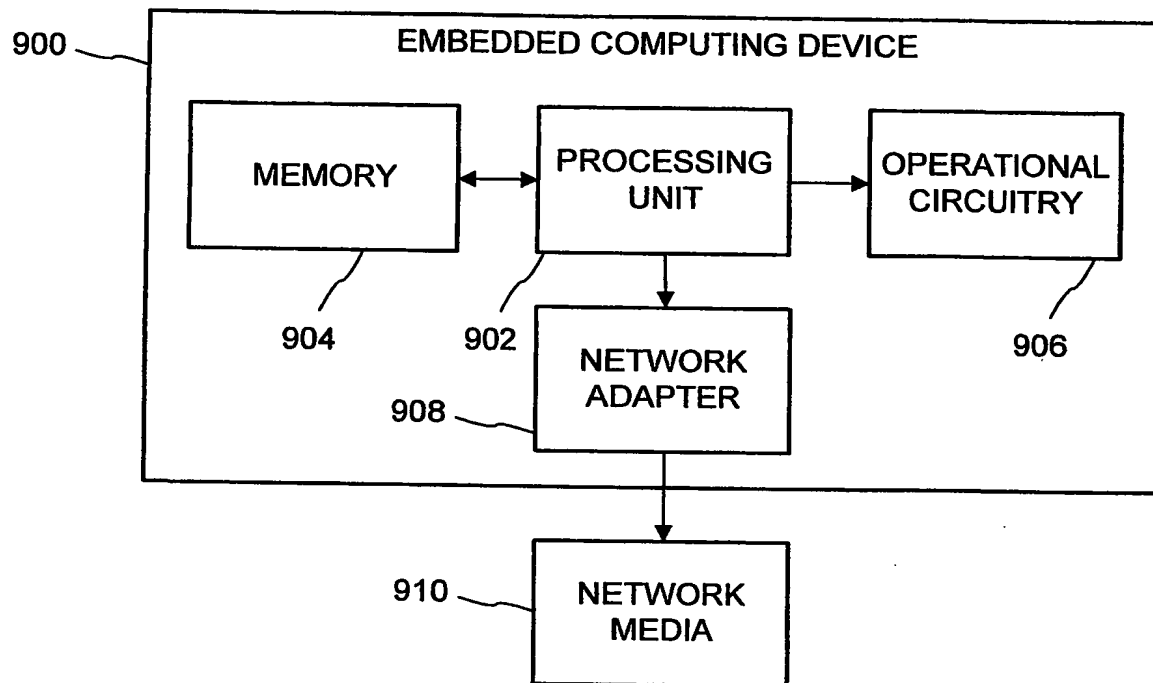 900
EMBEDDED COMPUTING DEVICE
MEMORY
PROCESSING
UNIT
OPERATIONAL
CIRCUITRY
904
902
906
NETWORK
ADAPTER
908
910
NETWORK
MEDIA